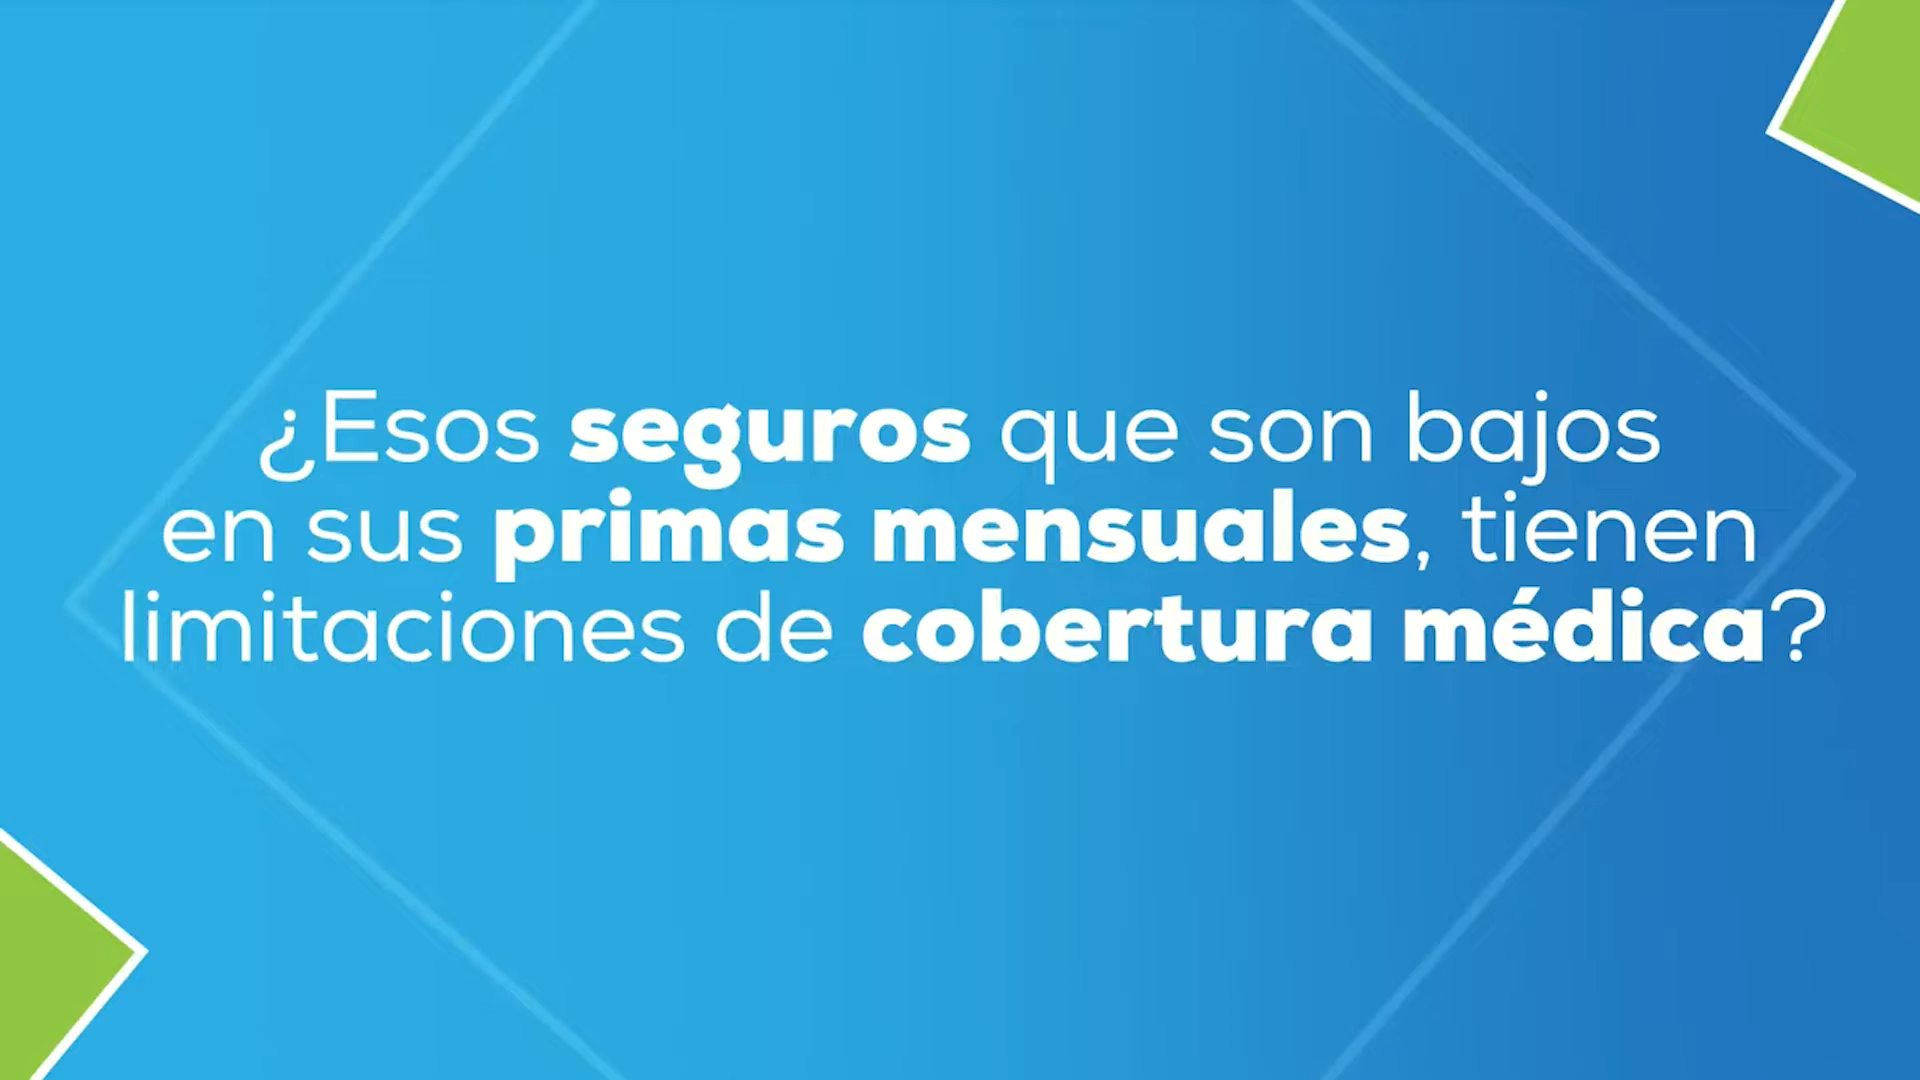 ¿Esos seguros que son bajos
en sus primas mensuales, tienen
limitaciones de cobertura médica?